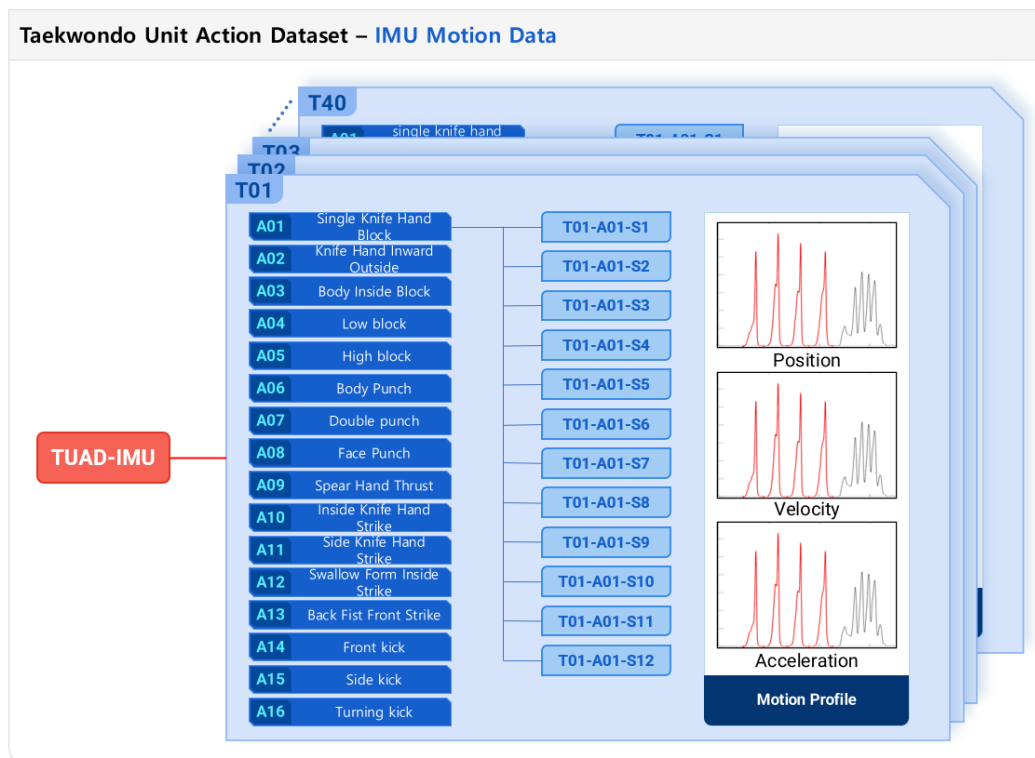 Taekwondo Unit Action Dataset – IMU Motion Data
T40
single knife hand
T03
T02
T01
TUAD-IMU
A01 Single Knife Hand
Block
A02 Knife Hand Inward
Outside
A03 Body Inside Block
A04 Low block
A05 High block
A06 Body Punch
A07 Double punch
A08 Face Punch
A09 Spear Hand Thrust
A10 Inside Knife Hand
Strike
A11 Side Knife Hand
Strike
A12 Swallow Form Inside
Strike
A13 Back Fist Front Strike
A14 Front kick
A15 Side kick
A16 Turning kick
T01-A01-S1
T01-A01-S2
T01-A01-S3
T01-A01-S4
T01-A01-S5
T01-A01-S6
T01-A01-S7
T01-A01-S8
T01-A01-S9
T01-A01-S10
T01-A01-S11
T01-A01-S12
Position
Velocity
Acceleration
Motion Profile